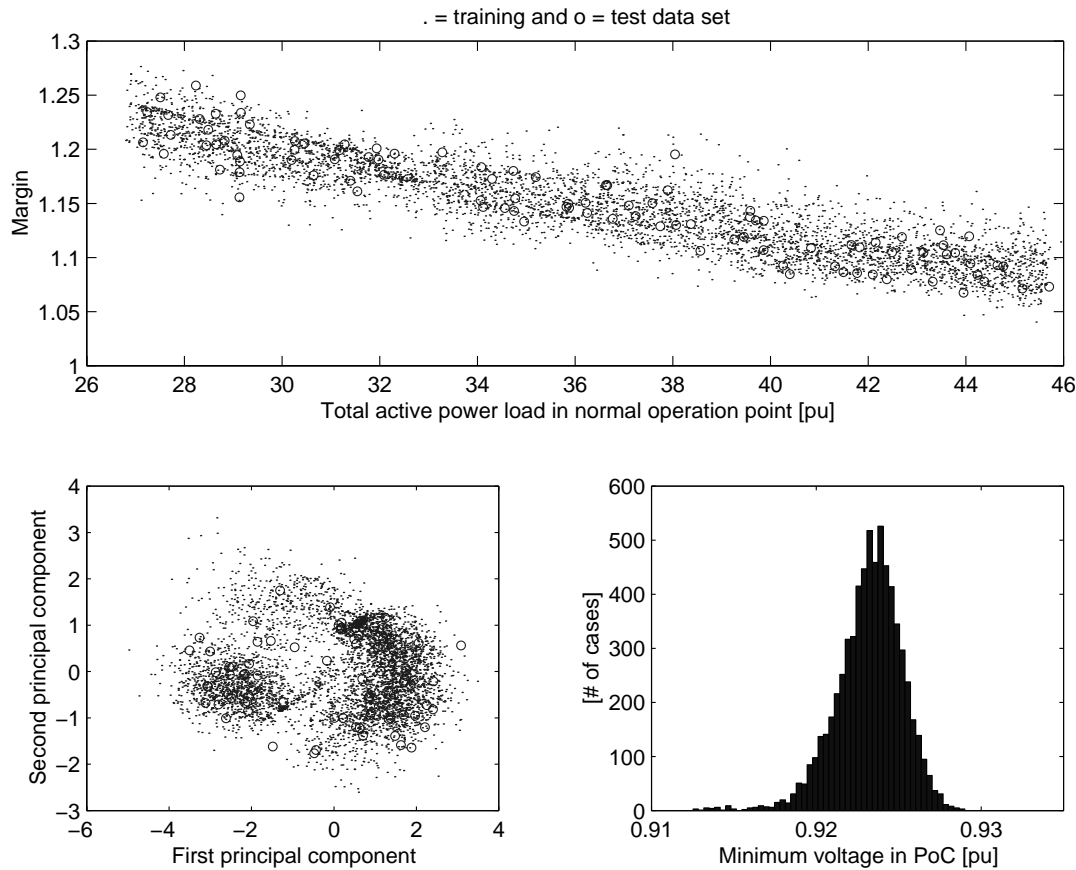 . = training and o = test data set
1.3
1.25
1.2
1.15
1.1
1.05
1
Margin
26 28 30 32 34 36 38 40 42 44 46
Total active power load in normal operation point [pu]
4
3
2
1
0
−1
−2
−3
Second principal component
−6 −4 −2 0 2 4
First principal component
600
500
400
300
200
100
0
[# of cases]
0.91 0.92 0.93
Minimum voltage in PoC [pu]